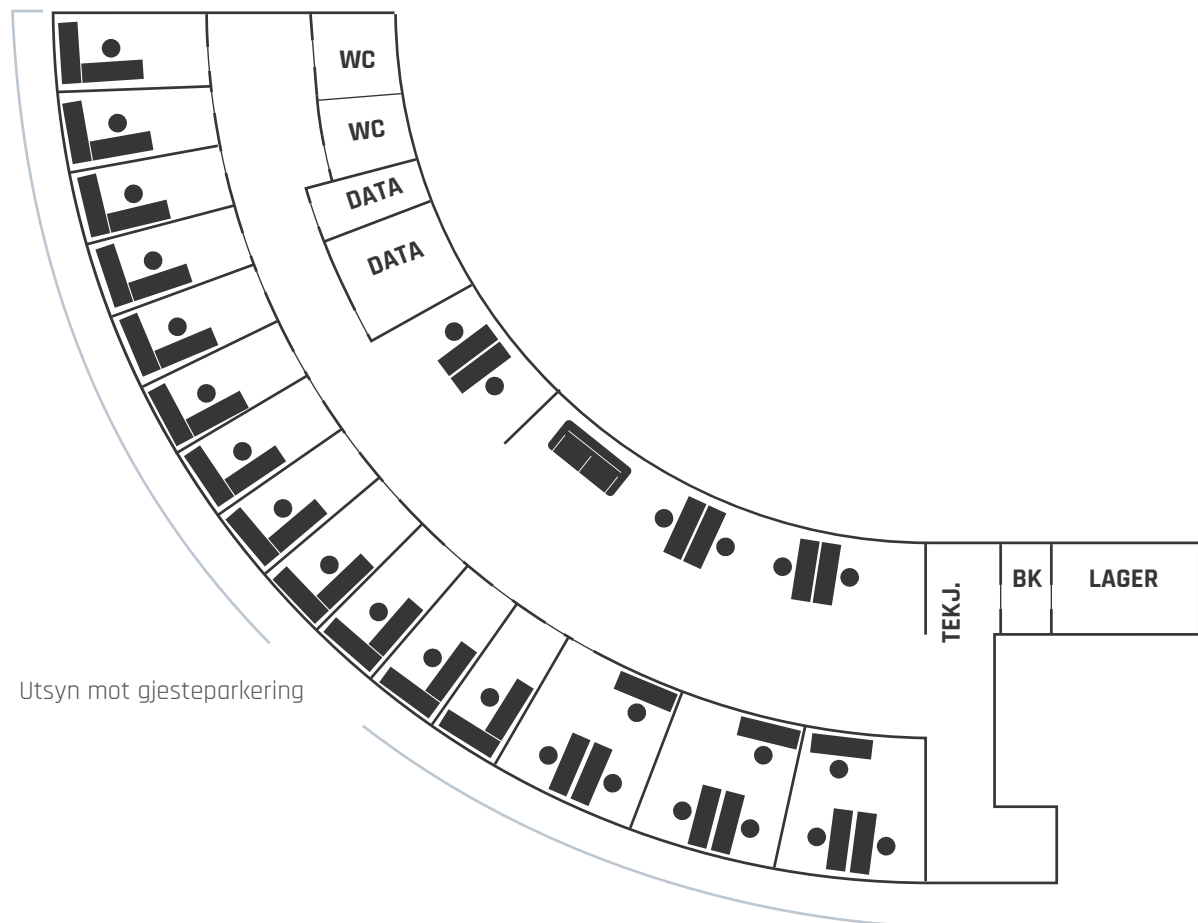 WC
WC
DATA
DATA
BK
LAGER
TEKJ.
Utsyn mot gjesteparkering